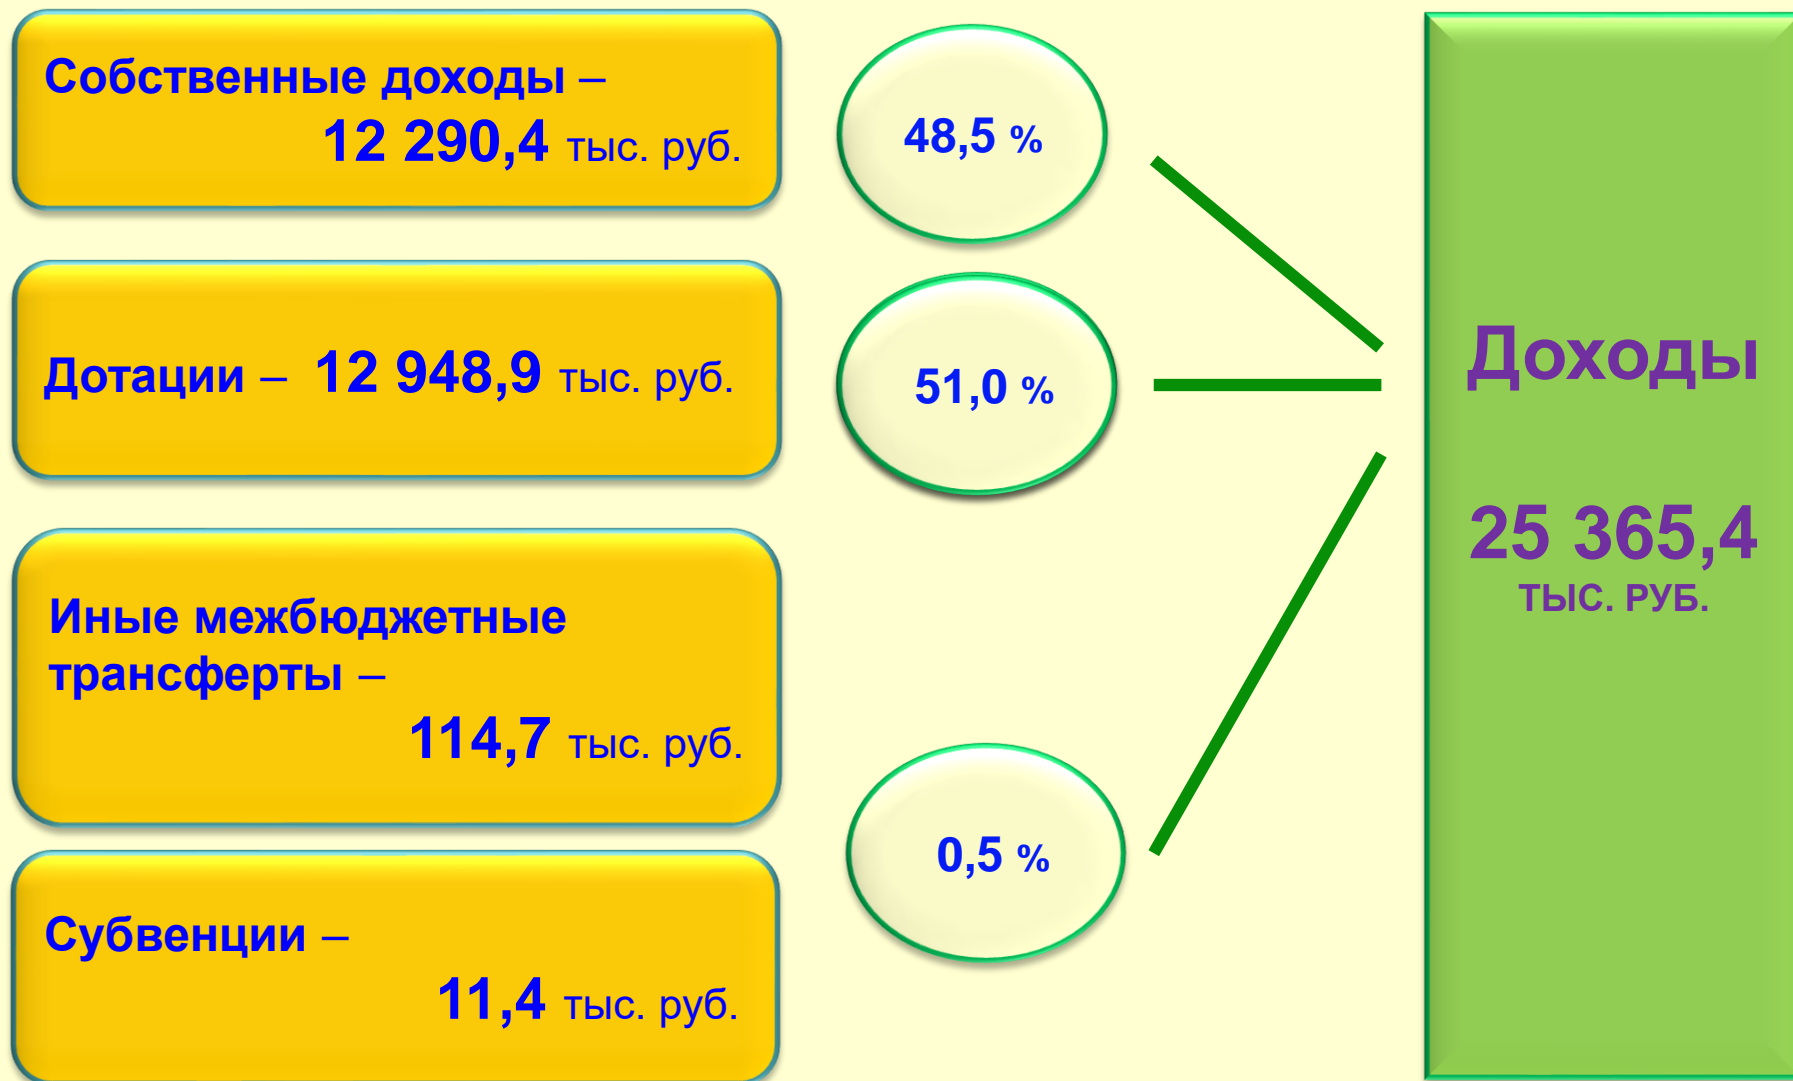 Собственные доходы –
12 290,4 тыс. руб.
48,5 %
Дотации – 12 948,9 тыс. руб.
51,0 %
Иные межбюджетные
трансферты –
114,7 тыс. руб.
0,5 %
Субвенции –
11,4 тыс. руб.
Доходы
25 365,4
ТЫС. РУБ.